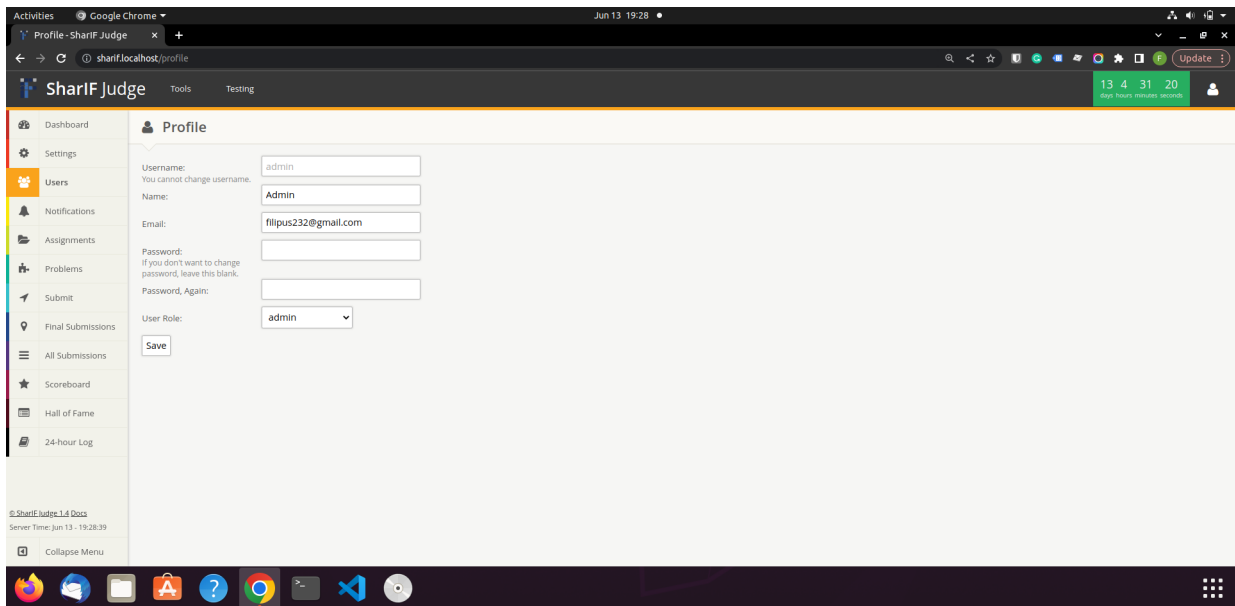 Activities Google Chrome Jun 13 19:28
Profile - SharIF Judge
sharif.localhost/profile Update
SharIF Judge Tools Testing 13 4 31 20
days hours minutes seconds
Dashboard
Settings
Users
Notifications
Assignments
Problems
Submit
Final Submissions
All Submissions
Scoreboard
Hall of Fame
24-hour Log
© SharIF Judge 1.4 Docs
Server Time: Jun 13 - 19:28:39
Collapse Menu
Profile
Username: admin
You cannot change username.
Name: Admin
Email: filipus232@gmail.com
Password:
If you don't want to change
password, leave this blank.
Password, Again:
User Role: admin
Save